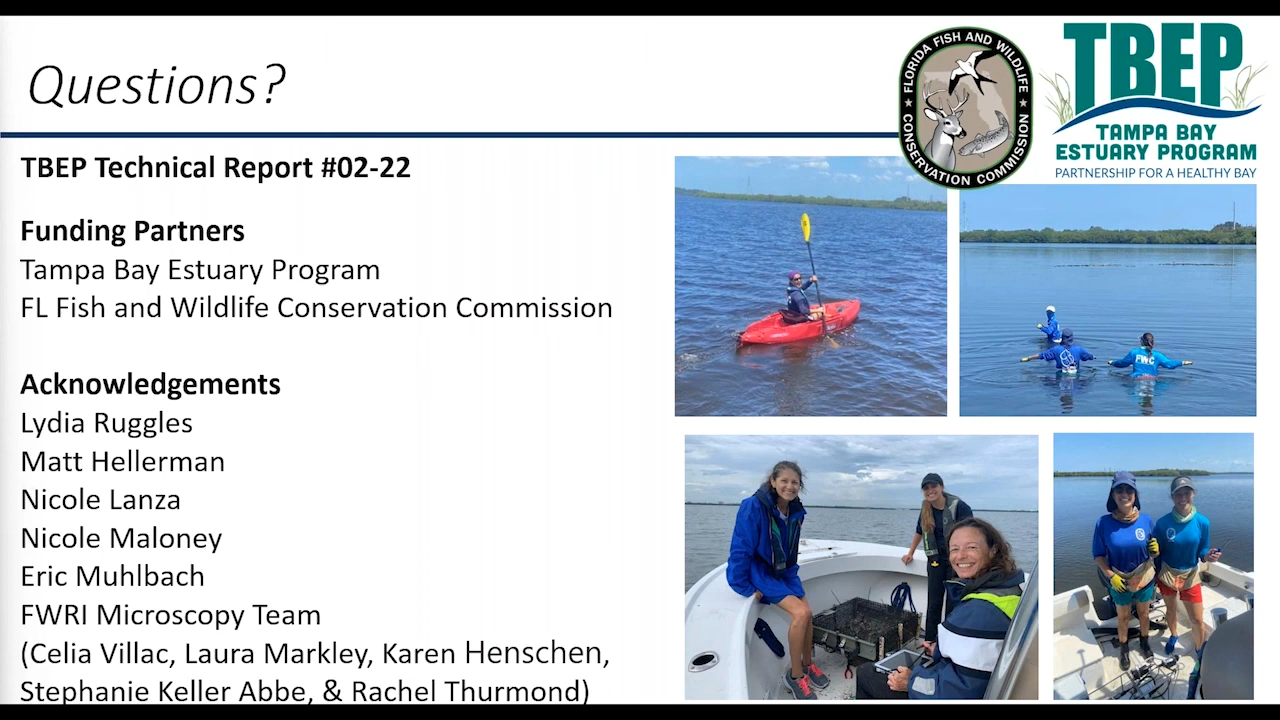 Questions?
FLORIDA FISH AND WILDLIFE
CONSERVATION COMMISSION
TBEP
TAMPA BAY
ESTUARY PROGRAM
PARTNERSHIP FOR A HEALTHY BAY
TBEP Technical Report #02-22
Funding Partners
Tampa Bay Estuary Program
FL Fish and Wildlife Conservation Commission
Acknowledgements
Lydia Ruggles
Matt Hellerman
Nicole Lanza
Nicole Maloney
Eric Muhlbach
FWRI Microscopy Team
(Celia Villac, Laura Markley, Karen Henschen,
Stephanie Keller Abbe, & Rachel Thurmond)
FWC